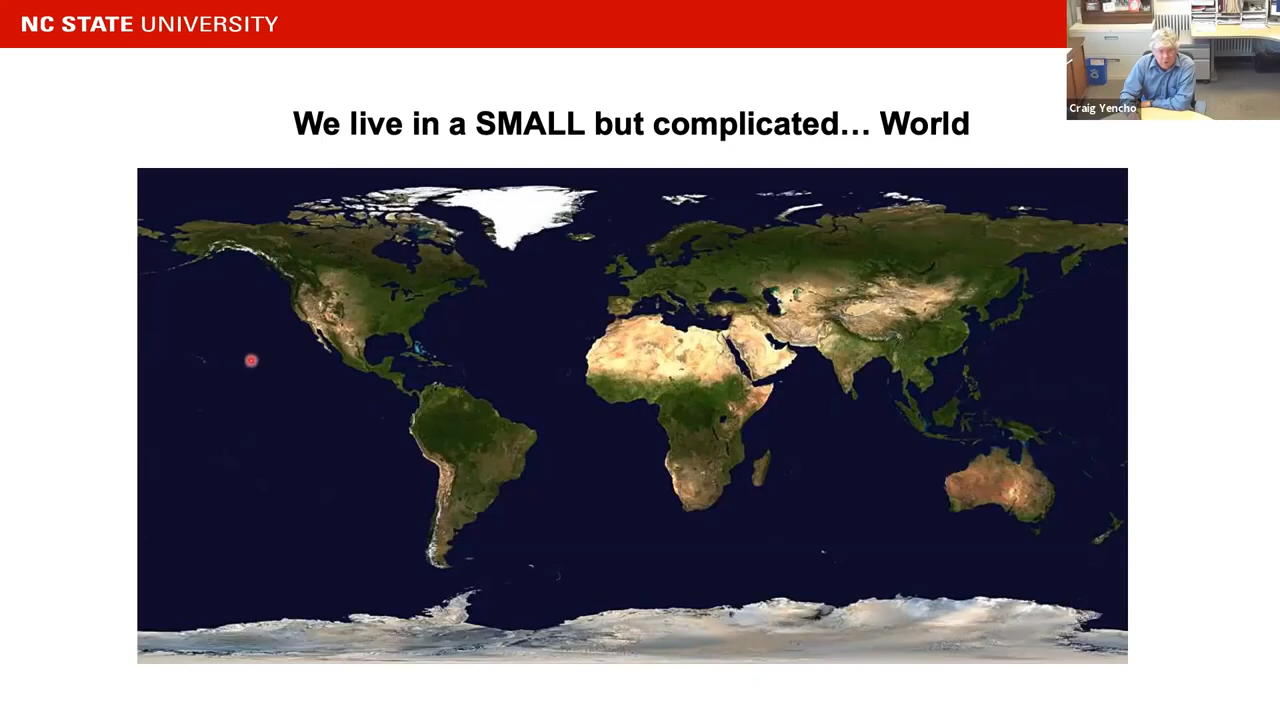 NC STATE UNIVERSITY
Craig Yencho
We live in a SMALL but complicated… World